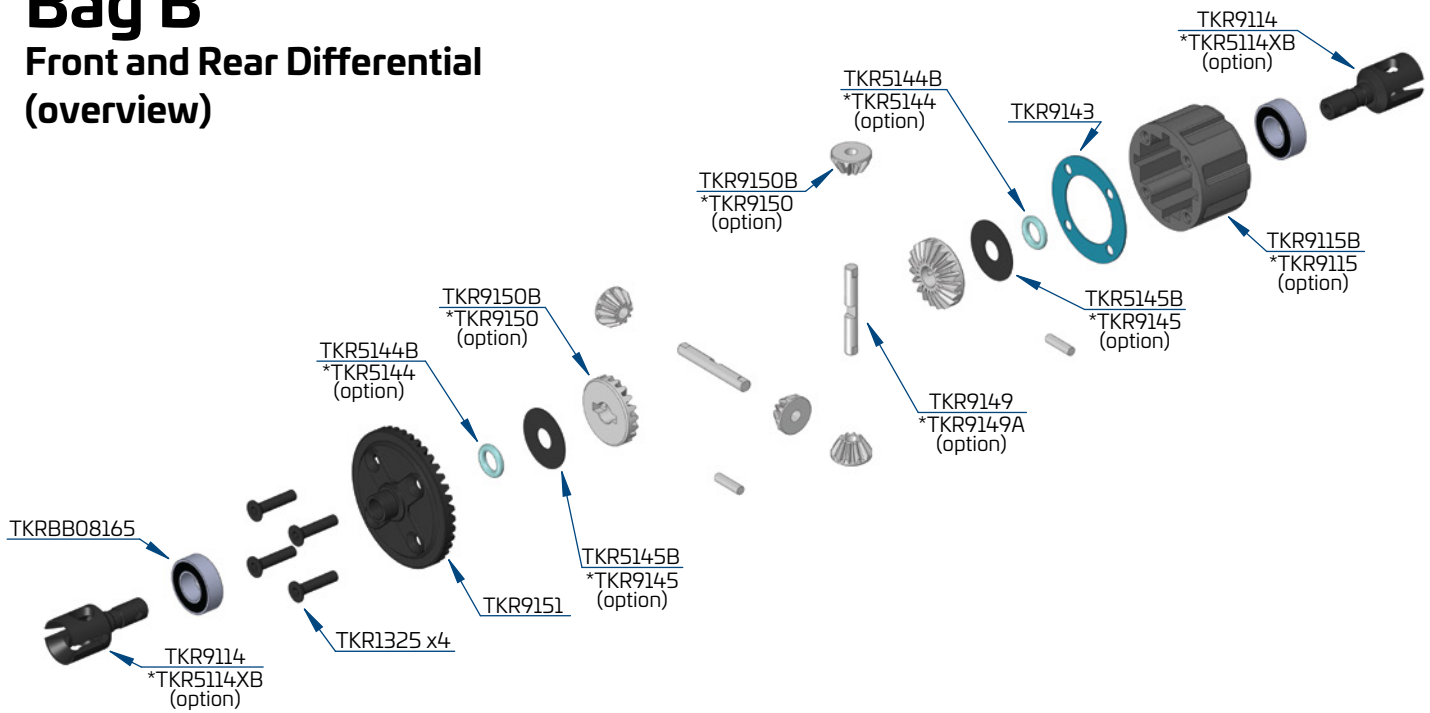 Bag B
Front and Rear Differential
(overview)
TKR9114
*TKR5114XB
(option)
TKR5144B
*TKR5144
(option)
TKR9143
TKR9150B
*TKR9150
(option)
TKR9115B
*TKR9115
(option)
TKR5145B
*TKR9145
(option)
TKR9150B
*TKR9150
(option)
TKR5144B
*TKR5144
(option)
TKR9149
*TKR9149A
(option)
TKRBB08165
TKR5145B
*TKR9145
(option)
TKR9151
TKR1325 x4
TKR9114
*TKR5114XB
(option)